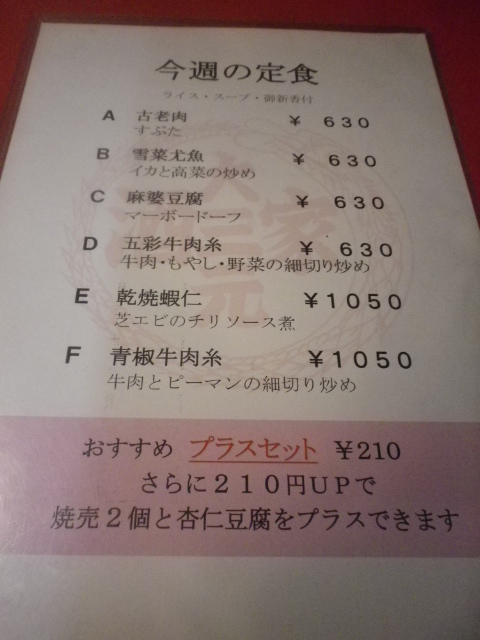 今週の定食
ライス・スープ・御新香付
A 古老肉 ¥ 630
すぶた
B 雪菜尤魚 ¥ 630
イカと高菜の炒め
C 麻婆豆腐 ¥ 630
マーボードーフ
D 五彩牛肉糸 ¥ 630
牛肉・もやし・野菜の細切り炒め
E 乾焼蝦仁 ¥1050
芝エビのチリソース煮
F 青椒牛肉糸 ¥1050
牛肉とピーマンの細切り炒め
おすすめ プラスセット ¥210
さらに210円UPで
焼売2個と杏仁豆腐をプラスできます